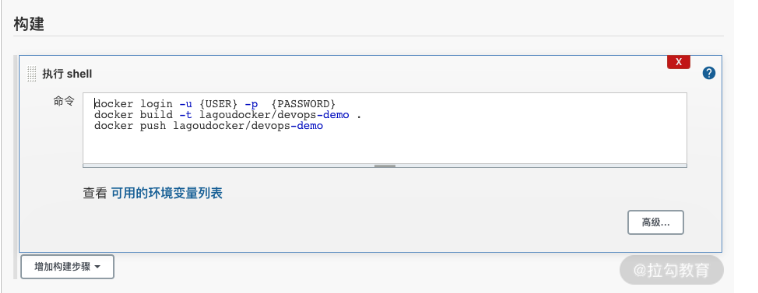 构建
X
执行 shell
?
命令
docker login -u {USER} -p  {PASSWORD}
docker build -t lagoudocker/devops-demo .
docker push lagoudocker/devops-demo
查看 可用的环境变量列表
高级...
增加构建步骤
@拉勾教育